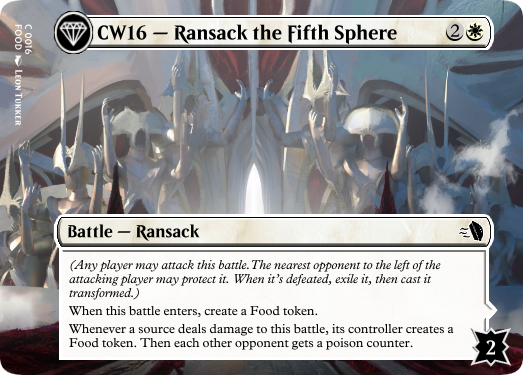 CW16 — Ransack the Fifth Sphere
2
C 0016
FOOD LEON TUKKER
Battle — Ransack
(Any player may attack this battle.The nearest opponent to the left of the
attacking player may protect it. When it's defeated, exile it, then cast it
transformed.)
When this battle enters, create a Food token.
Whenever a source deals damage to this battle, its controller creates a
Food token. Then each other opponent gets a poison counter.
2